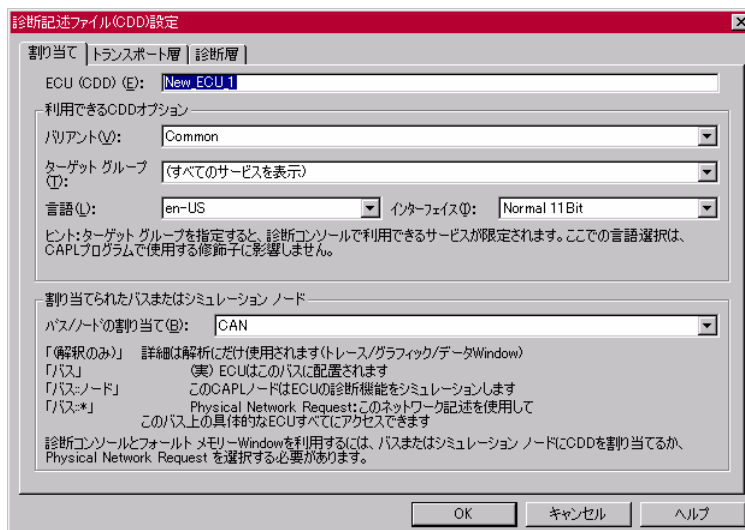 診断記述ファイル(CDD)設定
割り当て トランスポート層 診断層
ECU (CDD) (E): New_ECU_1
利用できるCDDオプション
バリアント(V): Common
ターゲット グループ
(T): (すべてのサービスを表示)
言語(L): en-US インターフェイス(I): Normal 11Bit
ヒント:ターゲット グループを指定すると、診断コンソールで利用できるサービスが限定されます。ここでの言語選択は、
CAPLプログラムで使用する修飾子に影響しません。
割り当てられたバスまたはシミュレーション ノード
バス/ノードの割り当て(B): CAN
「(解釈のみ)」 詳細は解析にだけ使用されます(トレース/グラフィック/データWindow)
「バス」 (実) ECUはこのバスに配置されます
「バス::ノード」 このCAPLノードはECUの診断機能をシミュレーションします
「バス::*」 Physical Network Request:このネットワーク記述を使用して
このバス上の具体的なECUすべてにアクセスできます
診断コンソールとフォールト メモリーWindowを利用するには、バスまたはシミュレーション ノードにCDDを割り当てるか、
Physical Network Request を選択する必要があります。
OK キャンセル ヘルプ